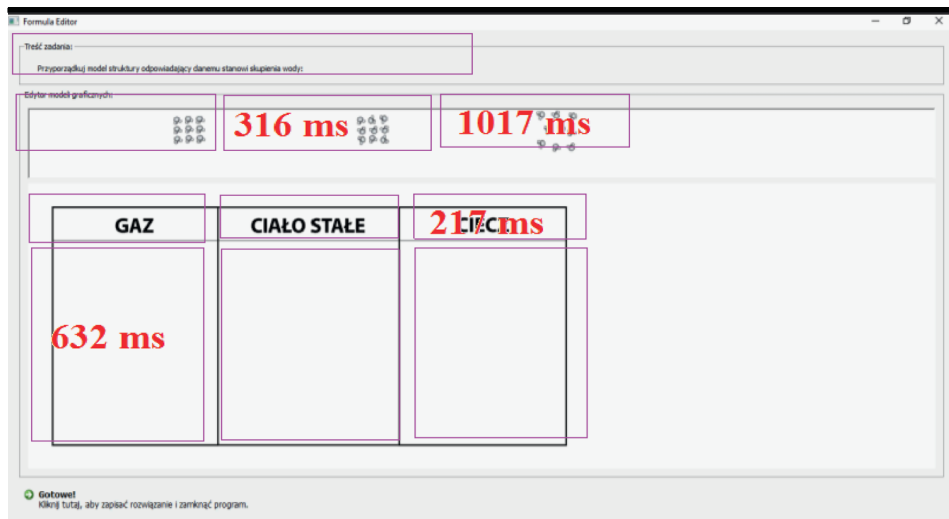 Formula Editor
Treść zadania:
Przyporządkuj model struktury odpowiadający danemu stanowi skupienia wody:
Edytor modeli graficznych:
316 ms
1017 ms
GAZ
CIAŁO STAŁE
CIECZ
217 ms
632 ms
Gotowe!
Kliknij tutaj, aby zapisać rozwiązanie i zamknąć program.